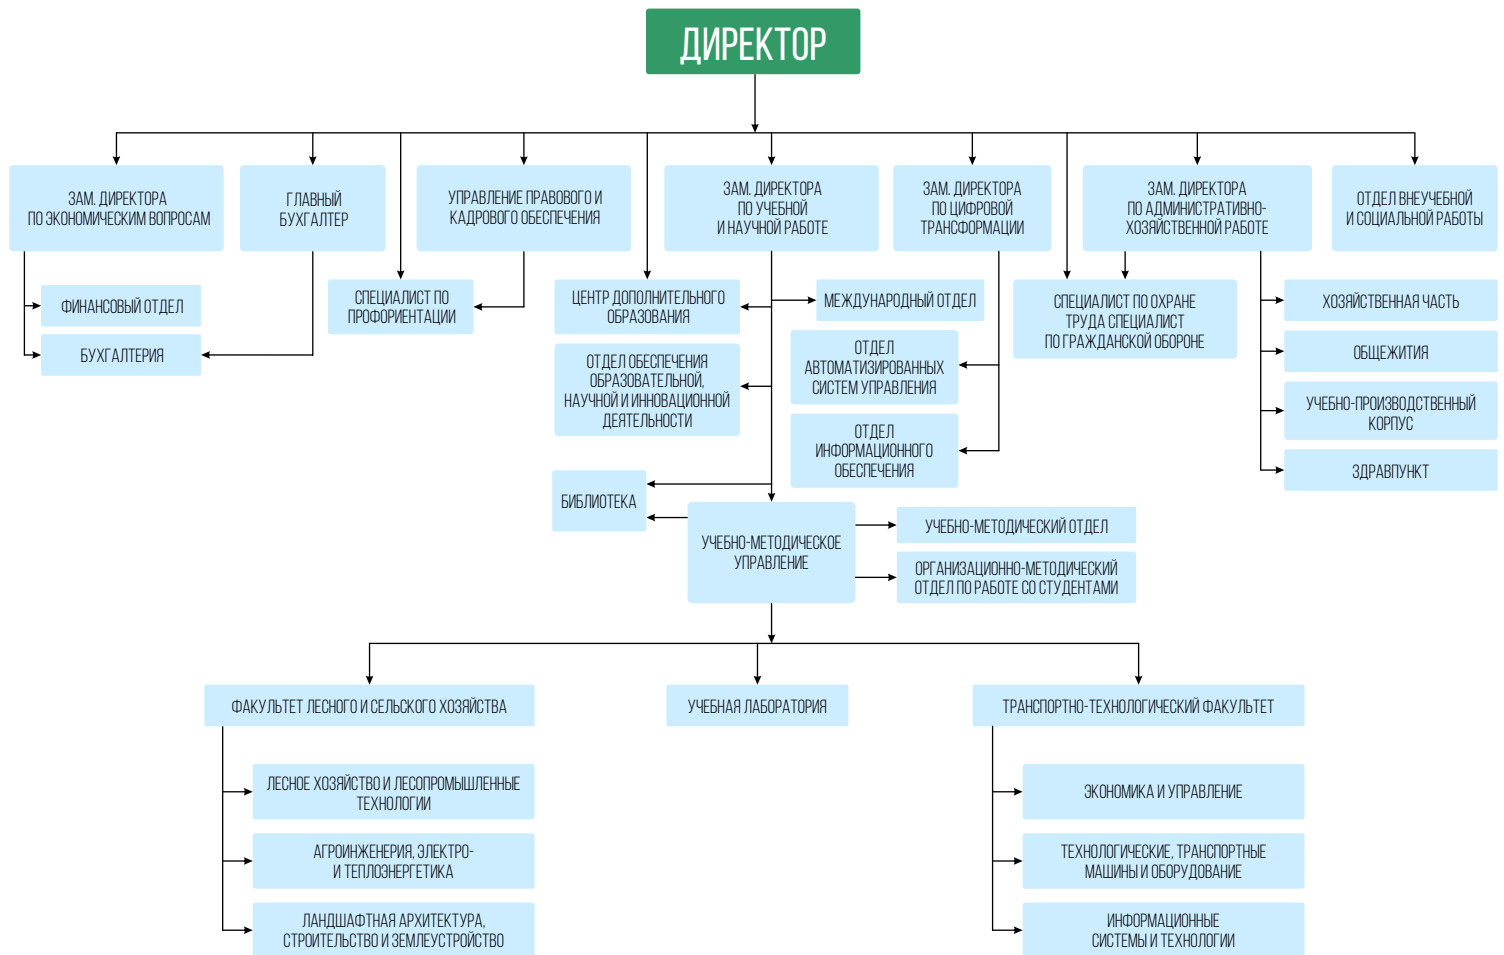 ДИРЕКТОР
ЗАМ. ДИРЕКТОРА
ПО ЭКОНОМИЧЕСКИМ ВОПРОСАМ
ГЛАВНЫЙ
БУХГАЛТЕР
УПРАВЛЕНИЕ ПРАВОВОГО И
КАДРОВОГО ОБЕСПЕЧЕНИЯ
ЗАМ. ДИРЕКТОРА
ПО УЧЕБНОЙ
И НАУЧНОЙ РАБОТЕ
ЗАМ. ДИРЕКТОРА
ПО ЦИФРОВОЙ
ТРАНСФОРМАЦИИ
ЗАМ. ДИРЕКТОРА
ПО АДМИНИСТРАТИВНО-
ХОЗЯЙСТВЕННОЙ РАБОТЕ
ОТДЕЛ ВНЕУЧЕБНОЙ
И СОЦИАЛЬНОЙ РАБОТЫ
ФИНАНСОВЫЙ ОТДЕЛ
БУХГАЛТЕРИЯ
СПЕЦИАЛИСТ ПО
ПРОФОРИЕНТАЦИИ
ЦЕНТР ДОПОЛНИТЕЛЬНОГО
ОБРАЗОВАНИЯ
ОТДЕЛ ОБЕСПЕЧЕНИЯ
ОБРАЗОВАТЕЛЬНОЙ,
НАУЧНОЙ И ИННОВАЦИОННОЙ
ДЕЯТЕЛЬНОСТИ
МЕЖДУНАРОДНЫЙ ОТДЕЛ
ОТДЕЛ
АВТОМАТИЗИРОВАННЫХ
СИСТЕМ УПРАВЛЕНИЯ
ОТДЕЛ
ИНФОРМАЦИОННОГО
ОБЕСПЕЧЕНИЯ
СПЕЦИАЛИСТ ПО ОХРАНЕ
ТРУДА СПЕЦИАЛИСТ
ПО ГРАЖДАНСКОЙ ОБОРОНЕ
ХОЗЯЙСТВЕННАЯ ЧАСТЬ
ОБЩЕЖИТИЯ
УЧЕБНО-ПРОИЗВОДСТВЕННЫЙ
КОРПУС
ЗДРАВПУНКТ
БИБЛИОТЕКА
УЧЕБНО-МЕТОДИЧЕСКОЕ
УПРАВЛЕНИЕ
УЧЕБНО-МЕТОДИЧЕСКИЙ ОТДЕЛ
ОРГАНИЗАЦИОННО-МЕТОДИЧЕСКИЙ
ОТДЕЛ ПО РАБОТЕ СО СТУДЕНТАМИ
ФАКУЛЬТЕТ ЛЕСНОГО И СЕЛЬСКОГО ХОЗЯЙСТВА
УЧЕБНАЯ ЛАБОРАТОРИЯ
ТРАНСПОРТНО-ТЕХНОЛОГИЧЕСКИЙ ФАКУЛЬТЕТ
ЛЕСНОЕ ХОЗЯЙСТВО И ЛЕСОПРОМЫШЛЕННЫЕ
ТЕХНОЛОГИИ
АГРОИНЖЕНЕРИЯ, ЭЛЕКТРО-
И ТЕПЛОЭНЕРГЕТИКА
ЛАНДШАФТНАЯ АРХИТЕКТУРА,
СТРОИТЕЛЬСТВО И ЗЕМЛЕУСТРОЙСТВО
ЭКОНОМИКА И УПРАВЛЕНИЕ
ТЕХНОЛОГИЧЕСКИЕ, ТРАНСПОРТНЫЕ
МАШИНЫ И ОБОРУДОВАНИЕ
ИНФОРМАЦИОННЫЕ
СИСТЕМЫ И ТЕХНОЛОГИИ